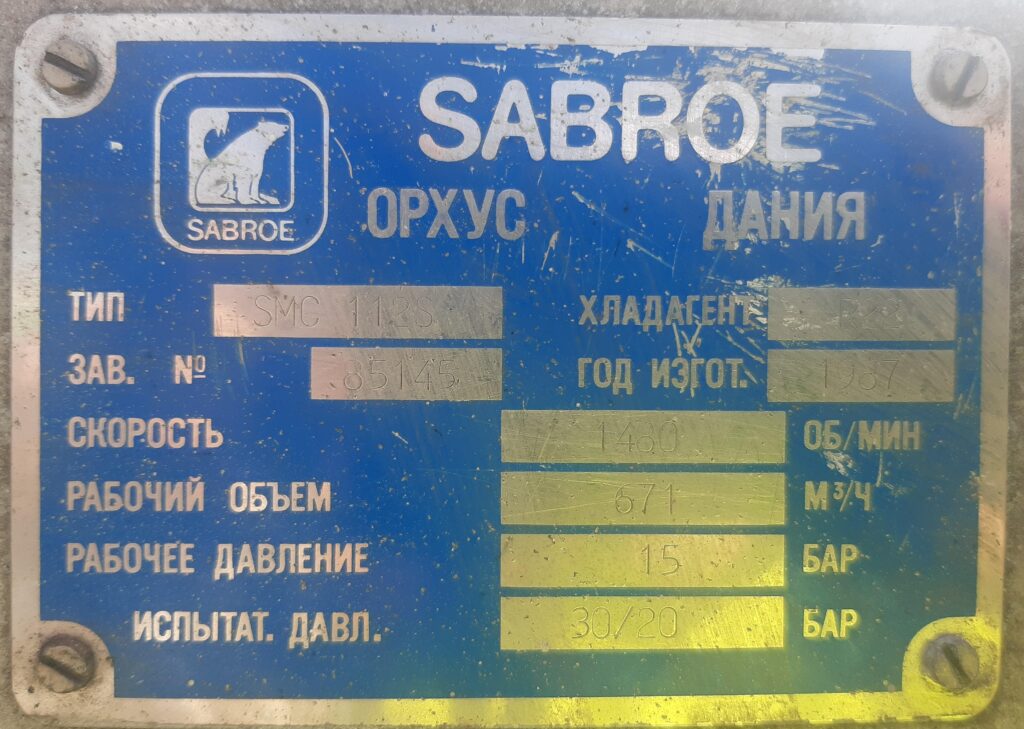 SABROE
SABROE
ОРХУС ДАНИЯ
ТИП SMC 112S ХЛАДАГЕНТ R22
ЗАВ. № 85145 ГОД ИЗГОТ. 1987
СКОРОСТЬ 1480 ОБ/МИН
РАБОЧИЙ ОБЪЕМ 671 М³/Ч
РАБОЧЕЕ ДАВЛЕНИЕ 15 БАР
ИСПЫТАТ. ДАВЛ. 30/20 БАР